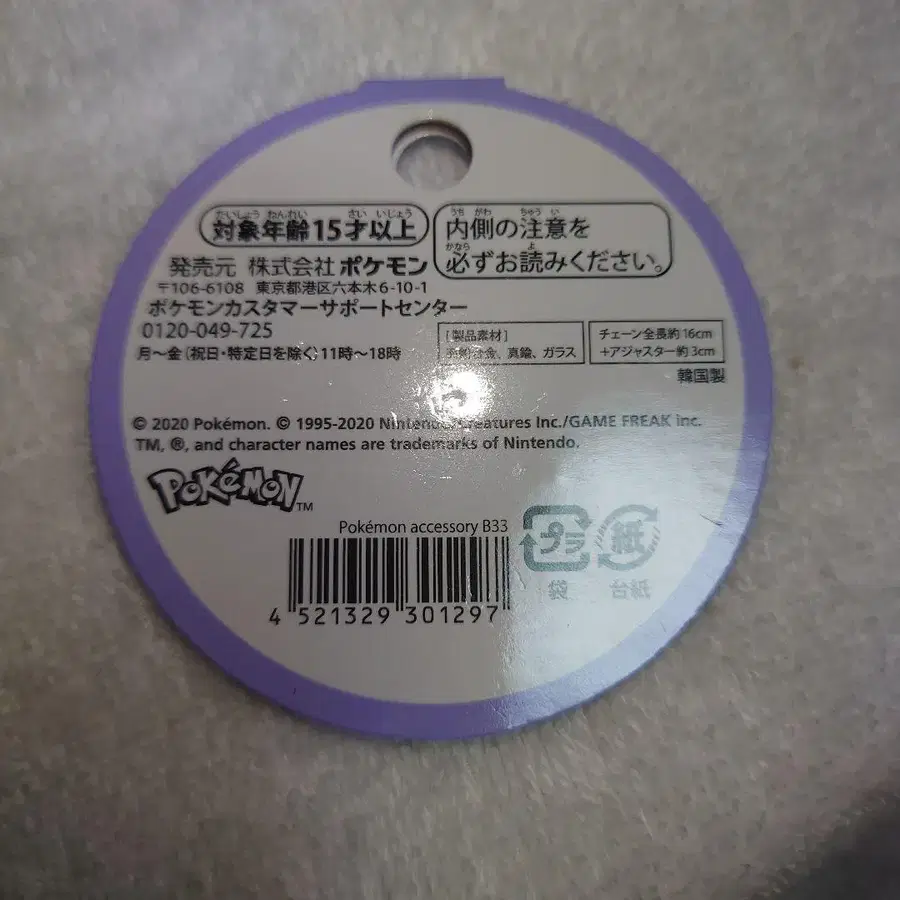 たいしょう ねんれい さい いじょう
対象年齢15才以上
うち がわ ちゅう い
内側の注意を
かなら よ
必ずお読みください。
発売元 株式会社 ポケモン
〒106-6108 東京都港区六本木6-10-1
ポケモンカスタマーサポートセンター
0120-049-725
月〜金(祝日・特定日を除く)11時〜18時
[製品素材]
合金、真鍮、ガラス
チェーン全長約16cm
+アジャスター約3cm
韓国製
© 2020 Pokémon. © 1995-2020 Nintendo/Creatures Inc./GAME FREAK inc.
TM, ®, and character names are trademarks of Nintendo.
POKéMON TM
Pokémon accessory B33
4 521329 301297
プラ
袋
紙
台紙